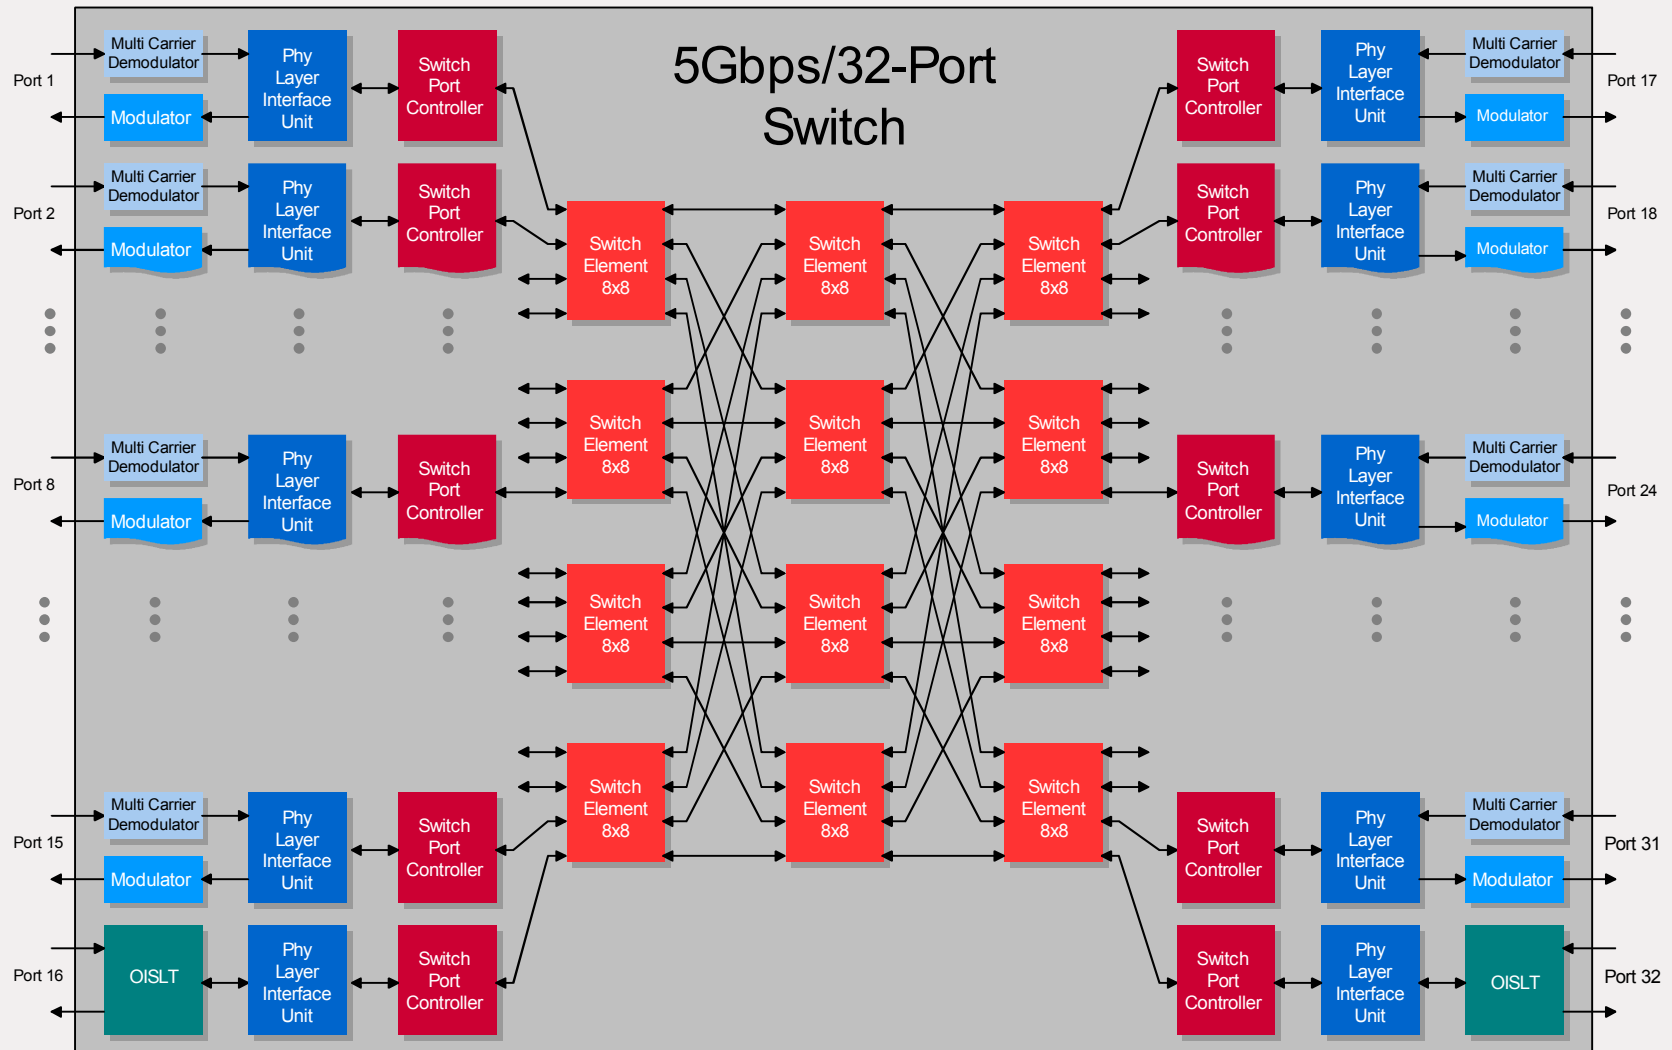 5Gbps/32-Port
Switch
Port 1
Multi Carrier
Demodulator
Modulator
Phy
Layer
Interface
Unit
Switch
Port
Controller
Switch
Port
Controller
Phy
Layer
Interface
Unit
Multi Carrier
Demodulator
Modulator
Port 17
Port 2
Multi Carrier
Demodulator
Modulator
Phy
Layer
Interface
Unit
Switch
Port
Controller
Switch
Port
Controller
Phy
Layer
Interface
Unit
Multi Carrier
Demodulator
Modulator
Port 18
Switch
Element
8x8
Switch
Element
8x8
Switch
Element
8x8
Port 8
Multi Carrier
Demodulator
Modulator
Phy
Layer
Interface
Unit
Switch
Port
Controller
Switch
Element
8x8
Switch
Element
8x8
Switch
Element
8x8
Switch
Port
Controller
Phy
Layer
Interface
Unit
Multi Carrier
Demodulator
Modulator
Port 24
Switch
Element
8x8
Switch
Element
8x8
Switch
Element
8x8
Port 15
Multi Carrier
Demodulator
Modulator
Phy
Layer
Interface
Unit
Switch
Port
Controller
Switch
Element
8x8
Switch
Element
8x8
Switch
Element
8x8
Switch
Port
Controller
Phy
Layer
Interface
Unit
Multi Carrier
Demodulator
Modulator
Port 31
Port 16
OISLT
Phy
Layer
Interface
Unit
Switch
Port
Controller
Switch
Port
Controller
Phy
Layer
Interface
Unit
OISLT
Port 32